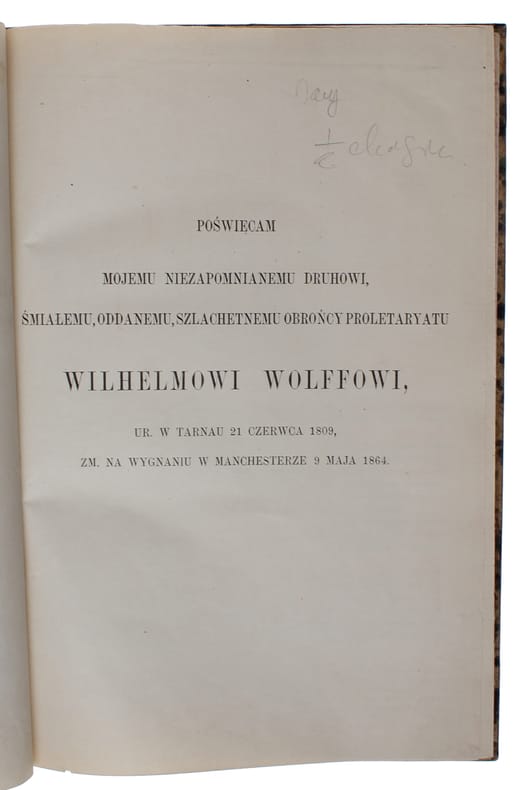 POŚWIĘCAM
MOJEMU NIEZAPOMNIANEMU DRUHOWI,
ŚMIAŁEMU, ODDANEMU, SZLACHETNEMU OBROŃCY PROLETARYATU
WILHELMOWI WOLFFOWI,
UR. W TARNAU 21 CZERWCA 1809,
ZM. NA WYGNANIU W MANCHESTERZE 9 MAJA 1864.